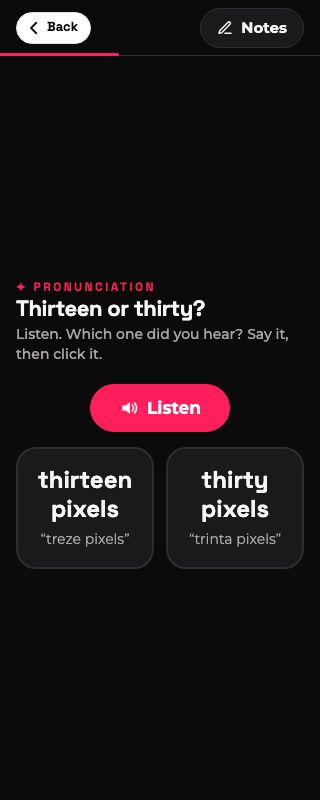 Back
Notes
PRONUNCIATION
Thirteen or thirty?
Listen. Which one did you hear? Say it,
then click it.
Listen
thirteen
pixels
“treze pixels”
thirty
pixels
“trinta pixels”